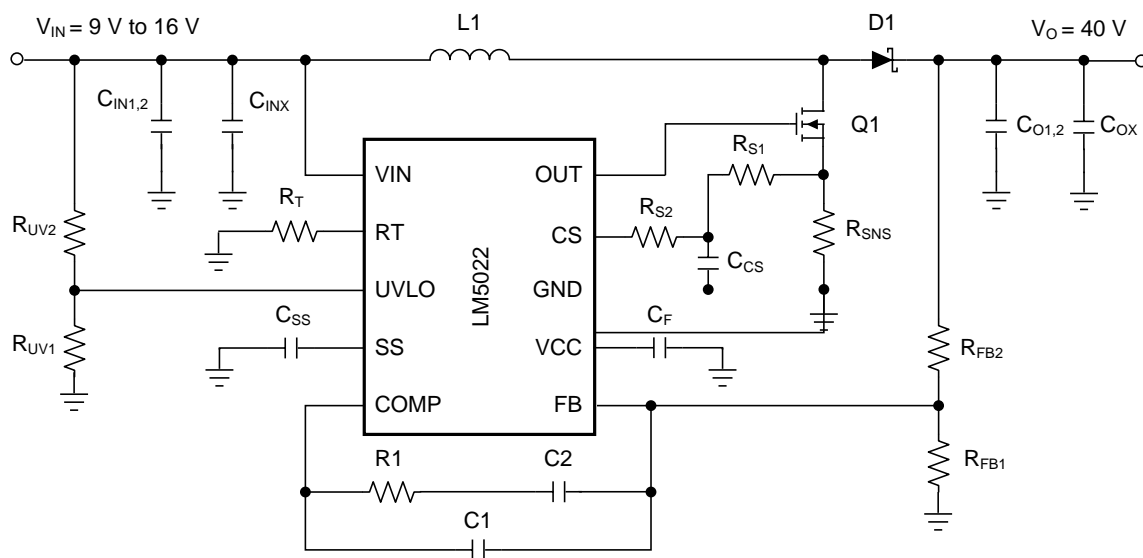 V_IN = 9 V to 16 V
L1
D1
V_O = 40 V
C_IN1,2
C_INX
Q1
C_O1,2
C_OX
R_UV2
R_UV1
R_T
C_SS
VIN
RT
UVLO
SS
COMP
LM5022
OUT
CS
GND
VCC
FB
R_S1
R_S2
C_CS
R_SNS
C_F
R_FB2
R_FB1
R1
C2
C1